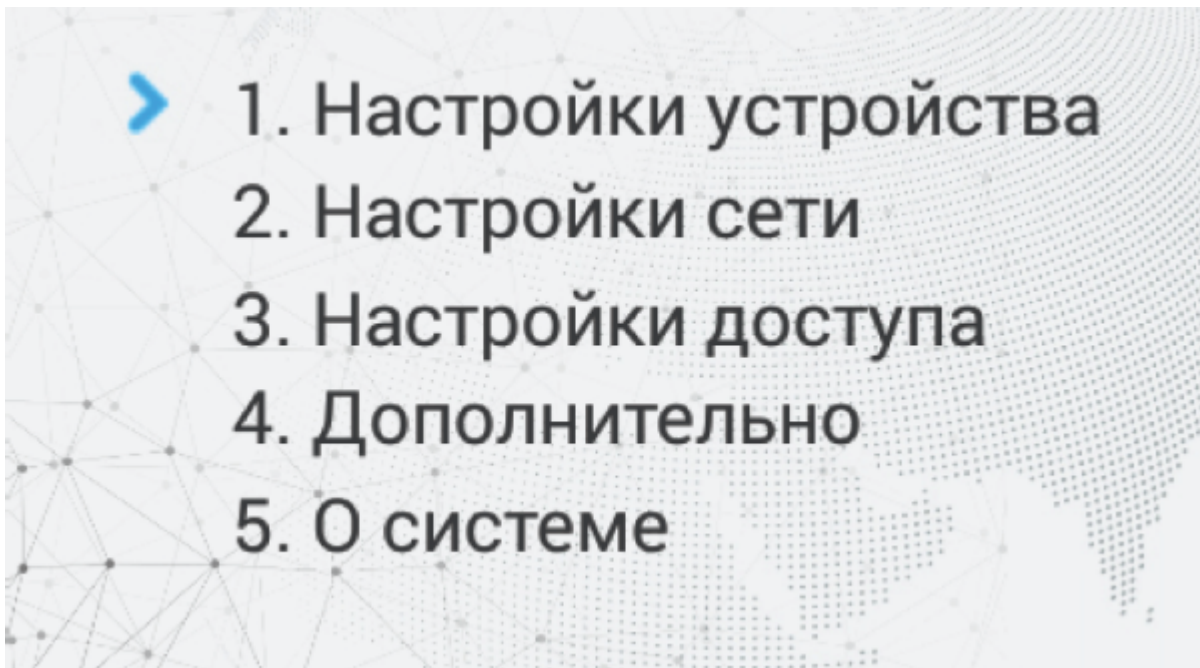 1. Настройки устройства
2. Настройки сети
3. Настройки доступа
4. Дополнительно
5. О системе